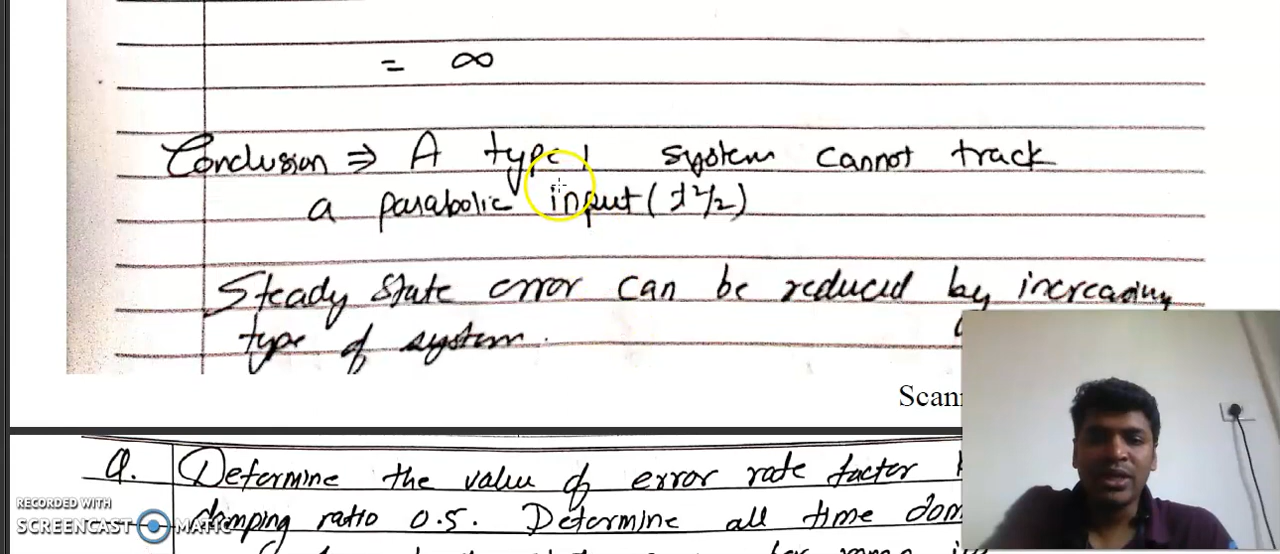 = ∞
Conclusion ⇒ A type 1 system cannot track
a parabolic input (t²/2)
Steady state error can be reduced by increasing
type of system.
Scann
Q. Determine the value of error rate factor
damping ratio 0.5. Determine all time dom
RECORDED WITH
SCREENCAST MATIC